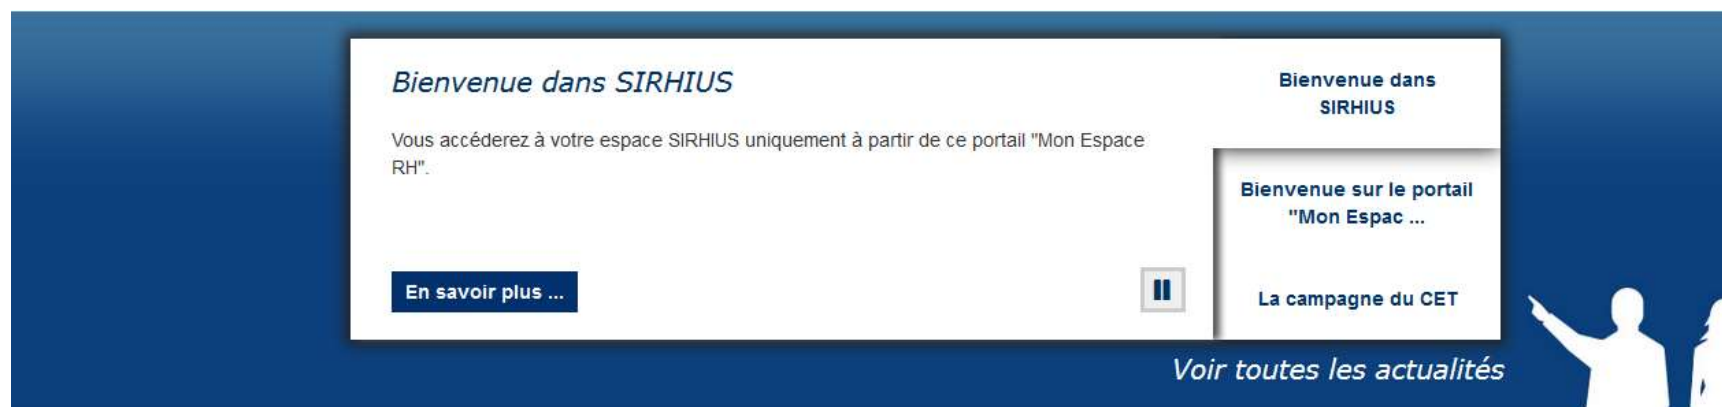 Bienvenue dans SIRHIUS
Vous accéderez à votre espace SIRHIUS uniquement à partir de ce portail "Mon Espace
RH".
En savoir plus ...
Bienvenue dans
SIRHIUS
Bienvenue sur le portail
"Mon Espac ...
La campagne du CET
Voir toutes les actualités